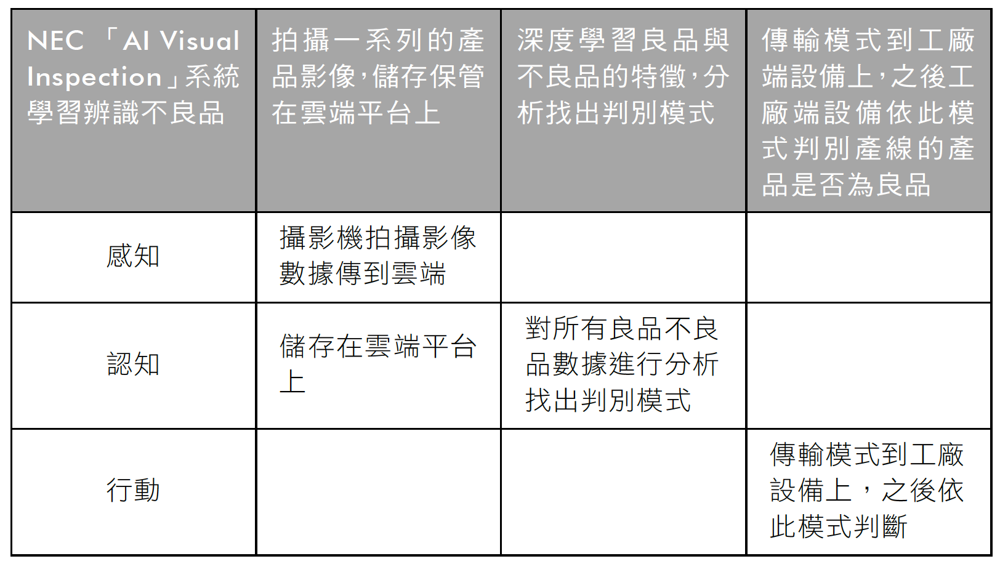 NEC「AI Visual
Inspection」系統
學習辨識不良品
拍攝一系列的產
品影像，儲存保管
在雲端平台上
深度學習良品與
不良品的特徵，分
析找出判別模式
傳輸模式到工廠
端設備上，之後工
廠端設備依此模
式判別產線的產
品是否為良品
感知
攝影機拍攝影像
數據傳到雲端
認知
儲存在雲端平台
上
對所有良品不良
品數據進行分析
找出判別模式
行動
傳輸模式到工廠
設備上，之後依
此模式判斷